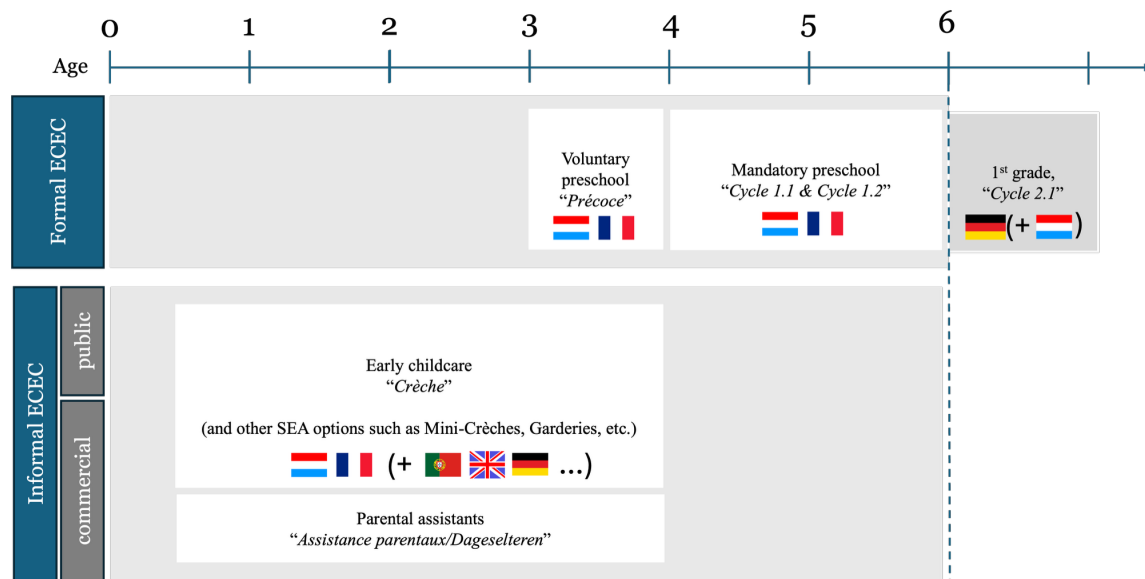 0 1 2 3 4 5 6
Age
Formal ECEC
Voluntary
preschool
“Précoce”
Mandatory preschool
“Cycle 1.1 & Cycle 1.2”
1st grade,
“Cycle 2.1”
(+ )
Informal ECEC
public
commercial
Early childcare
“Crèche”
(and other SEA options such as Mini-Crèches, Garderies, etc.)
(+ ...)
Parental assistants
“Assistance parentaux/Dageselteren”